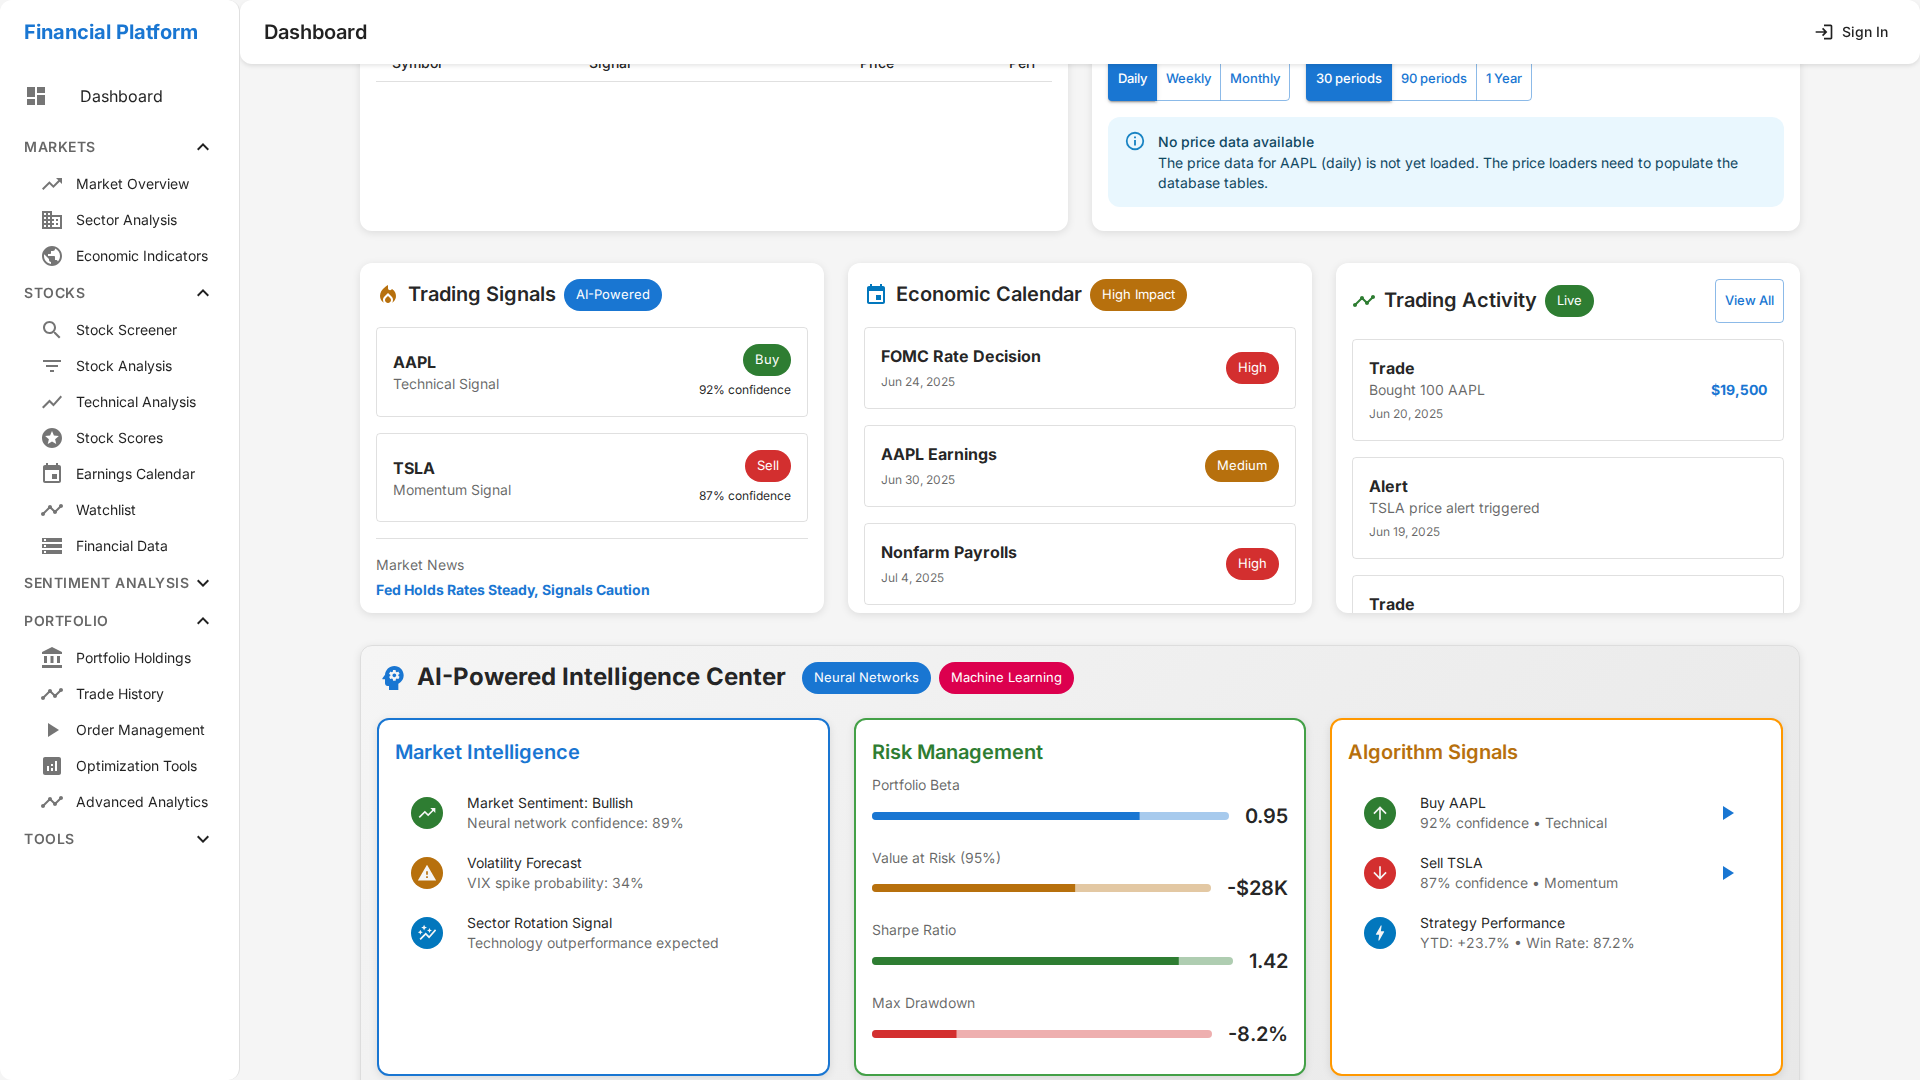 Financial Platform
Dashboard
MARKETS
Market Overview
Sector Analysis
Economic Indicators
STOCKS
Stock Screener
Stock Analysis
Technical Analysis
Stock Scores
Earnings Calendar
Watchlist
Financial Data
SENTIMENT ANALYSIS
PORTFOLIO
Portfolio Holdings
Trade History
Order Management
Optimization Tools
Advanced Analytics
TOOLS
Dashboard
Sign In
Symbol Signal Price Perf
Daily Weekly Monthly 30 periods 90 periods 1 Year
No price data available
The price data for AAPL (daily) is not yet loaded. The price loaders need to populate the
database tables.
Trading Signals AI-Powered
AAPL
Technical Signal
Buy
92% confidence
TSLA
Momentum Signal
Sell
87% confidence
Market News
Fed Holds Rates Steady, Signals Caution
Economic Calendar High Impact
FOMC Rate Decision
Jun 24, 2025
High
AAPL Earnings
Jun 30, 2025
Medium
Nonfarm Payrolls
Jul 4, 2025
High
Trading Activity Live View All
Trade
Bought 100 AAPL
Jun 20, 2025
$19,500
Alert
TSLA price alert triggered
Jun 19, 2025
Trade
AI-Powered Intelligence Center Neural Networks Machine Learning
Market Intelligence
Market Sentiment: Bullish
Neural network confidence: 89%
Volatility Forecast
VIX spike probability: 34%
Sector Rotation Signal
Technology outperformance expected
Risk Management
Portfolio Beta
0.95
Value at Risk (95%)
-$28K
Sharpe Ratio
1.42
Max Drawdown
-8.2%
Algorithm Signals
Buy AAPL
92% confidence • Technical
Sell TSLA
87% confidence • Momentum
Strategy Performance
YTD: +23.7% • Win Rate: 87.2%